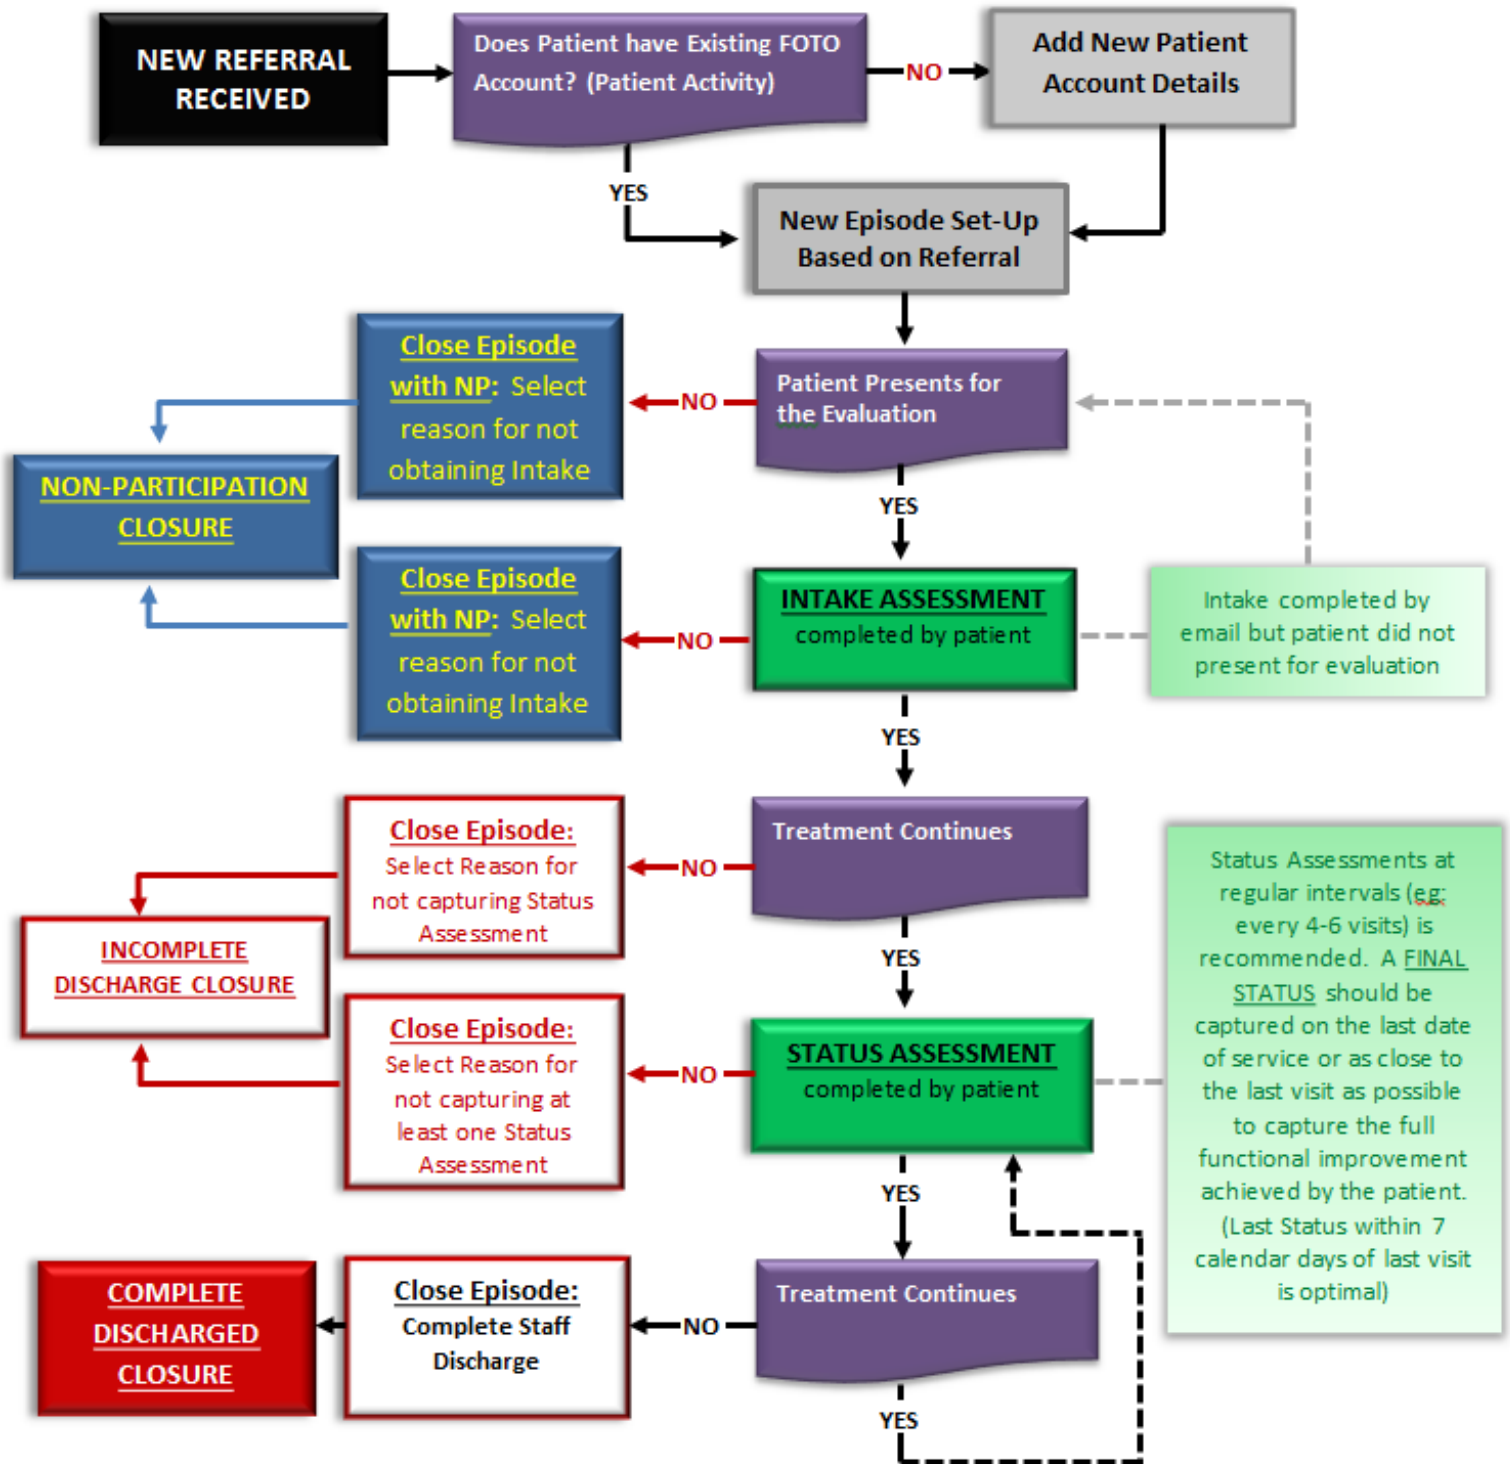 NEW REFERRAL
RECEIVED
Does Patient have Existing FOTO
Account? (Patient Activity)
NO
Add New Patient
Account Details
YES
New Episode Set-Up
Based on Referral
Close Episode
with NP: Select
reason for not
obtaining Intake
NO
Patient Presents for
the Evaluation
NON-PARTICIPATION
CLOSURE
YES
Close Episode
with NP: Select
reason for not
obtaining Intake
NO
INTAKE ASSESSMENT
completed by patient
Intake completed by
email but patient did not
present for evaluation
YES
Close Episode:
Select Reason for
not capturing Status
Assessment
NO
Treatment Continues
INCOMPLETE
DISCHARGE CLOSURE
YES
Close Episode:
Select Reason for
not capturing at
least one Status
Assessment
NO
STATUS ASSESSMENT
completed by patient
Status Assessments at
regular intervals (eg:
every 4-6 visits) is
recommended. A FINAL
STATUS should be
captured on the last date
of service or as close to
the last visit as possible
to capture the full
functional improvement
achieved by the patient.
(Last Status within 7
calendar days of last visit
is optimal)
YES
COMPLETE
DISCHARGED
CLOSURE
Close Episode:
Complete Staff
Discharge
NO
Treatment Continues
YES